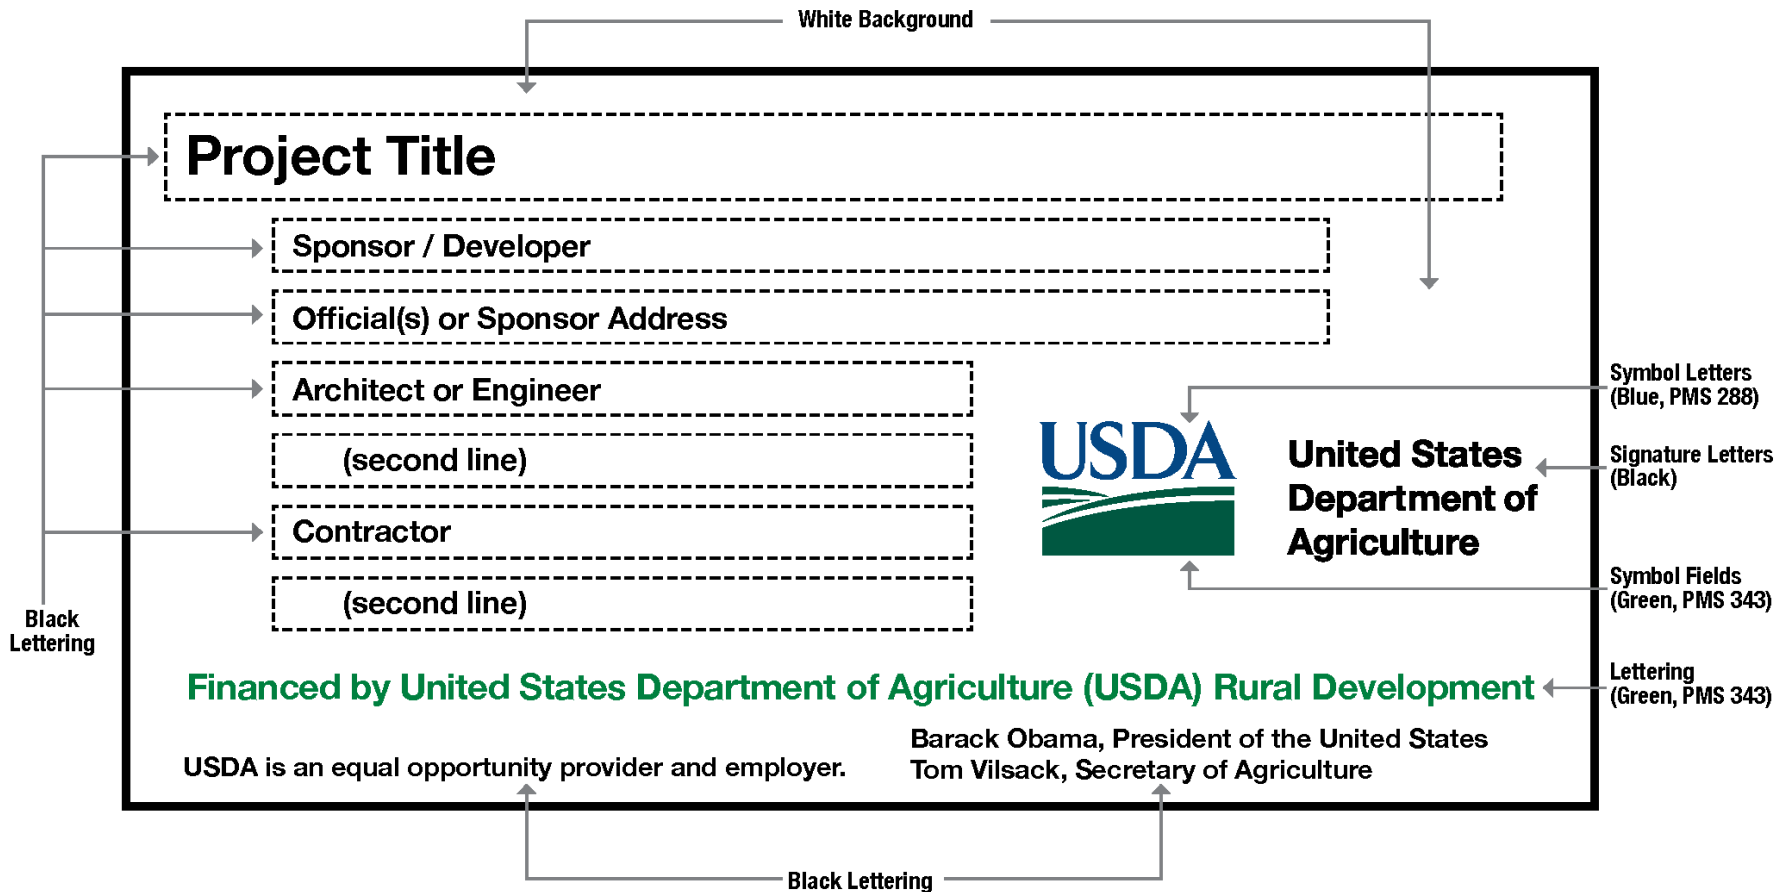 White Background
Project Title
Sponsor / Developer
Official(s) or Sponsor Address
Architect or Engineer
(second line)
Contractor
(second line)
Black
Lettering
USDA
United States
Department of
Agriculture
Symbol Letters
(Blue, PMS 288)
Signature Letters
(Black)
Symbol Fields
(Green, PMS 343)
Financed by United States Department of Agriculture (USDA) Rural Development
Lettering
(Green, PMS 343)
USDA is an equal opportunity provider and employer.
Barack Obama, President of the United States
Tom Vilsack, Secretary of Agriculture
Black Lettering